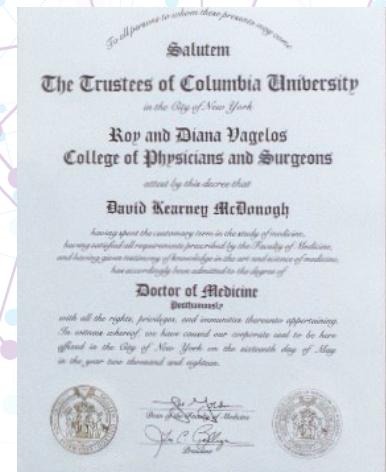 To all persons to whom these presents may come
Salutem
The Trustees of Columbia University
in the City of New York
Roy and Diana Vagelos
College of Physicians and Surgeons
attest by this decree that
David Kearney McDonogh
having spent the customary term in the study of medicine,
having satisfied all requirements prescribed by the Faculty of Medicine,
and having given testimony of knowledge in the art and science of medicine,
has accordingly been admitted to the degree of
Doctor of Medicine
Posthumously
with all the rights, privileges, and immunities thereunto appertaining.
In witness whereof, we have caused our corporate seal to be here
affixed in the City of New York on the sixteenth day of May
in the year two thousand and eighteen.
Dean of the Faculty of Medicine
President